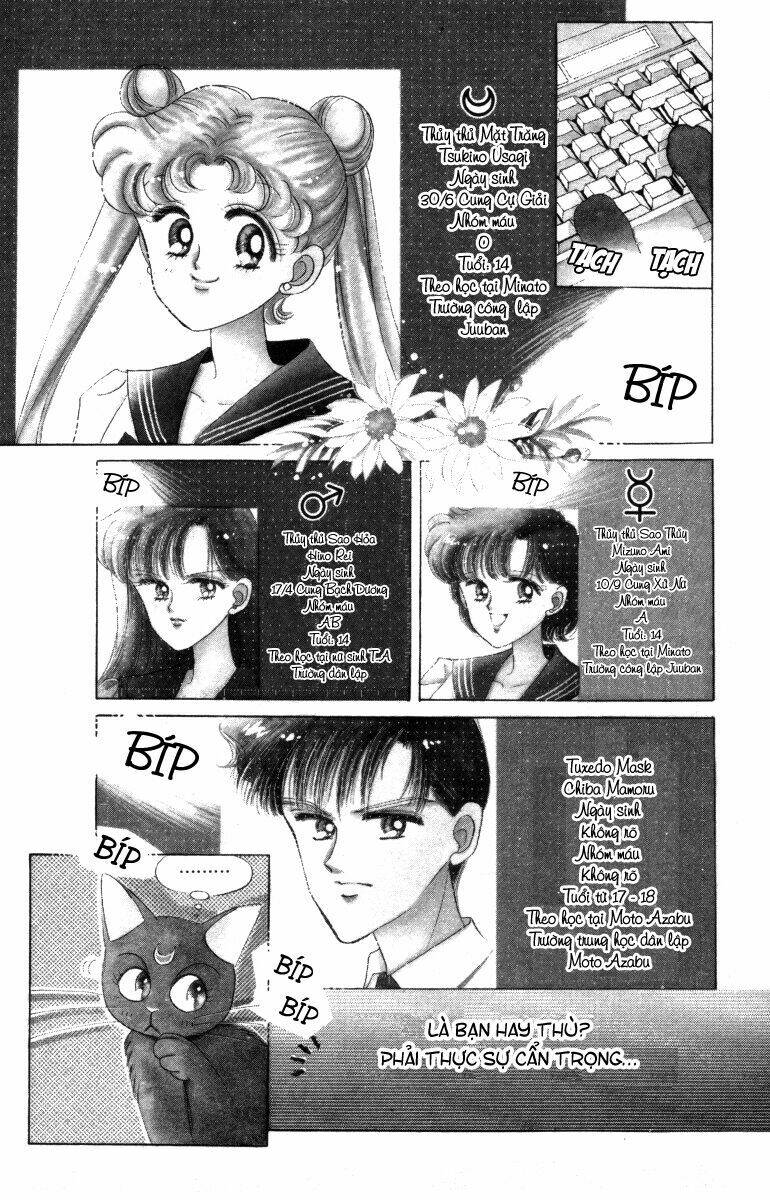 Thủy thủ Mặt Trăng
Tsukino Usagi
Ngày sinh
30/6 Cung Cự Giải
Nhóm máu
O
Tuổi: 14
Theo học tại Minato
Trường công lập
Juuban
TẠCH
TẠCH
BÍP
BÍP
Thủy thủ Sao Hỏa
Hino Rei
Ngày sinh
17/4 Cung Bạch Dương
Nhóm máu
AB
Tuổi: 14
Theo học tại nữ sinh T.A
Trường dân lập
BÍP
Thủy thủ Sao Thủy
Mizuno Ami
Ngày sinh
10/9 Cung Xử Nữ
Nhóm máu
A
Tuổi: 14
Theo học tại Minato
Trường công lập Juuban
BÍP
Tuxedo Mask
Chiba Mamoru
Ngày sinh
Không rõ
Nhóm máu
Không rõ
Tuổi từ 17 - 18
Theo học tại Moto Azabu
Trường trung học dân lập
Moto Azabu
BÍP
.........
BÍP
BÍP
LÀ BẠN HAY THÙ?
PHẢI THỰC SỰ CẨN TRỌNG...